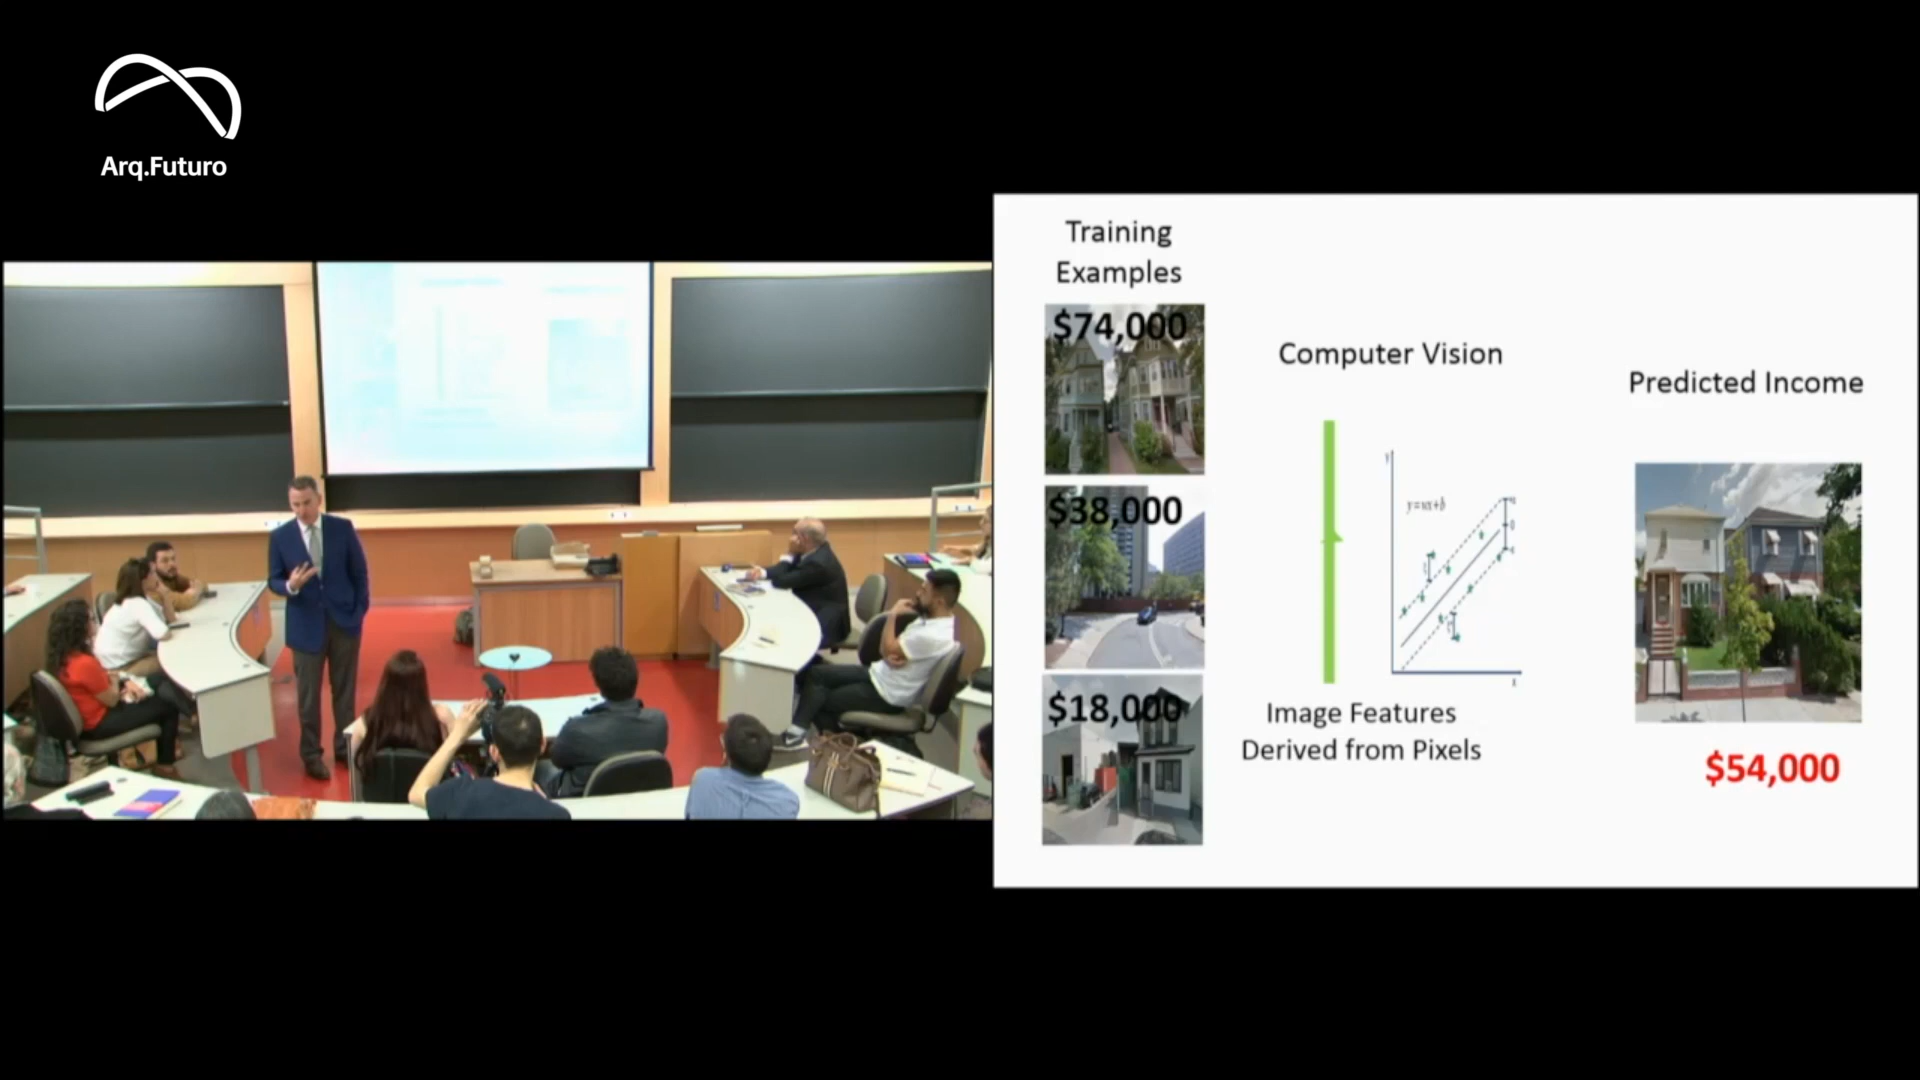 Arq.Futuro
Training
Examples
$74,000
$38,000
$18,000
Computer Vision
y
x
Image Features
Derived from Pixels
Predicted Income
$54,000